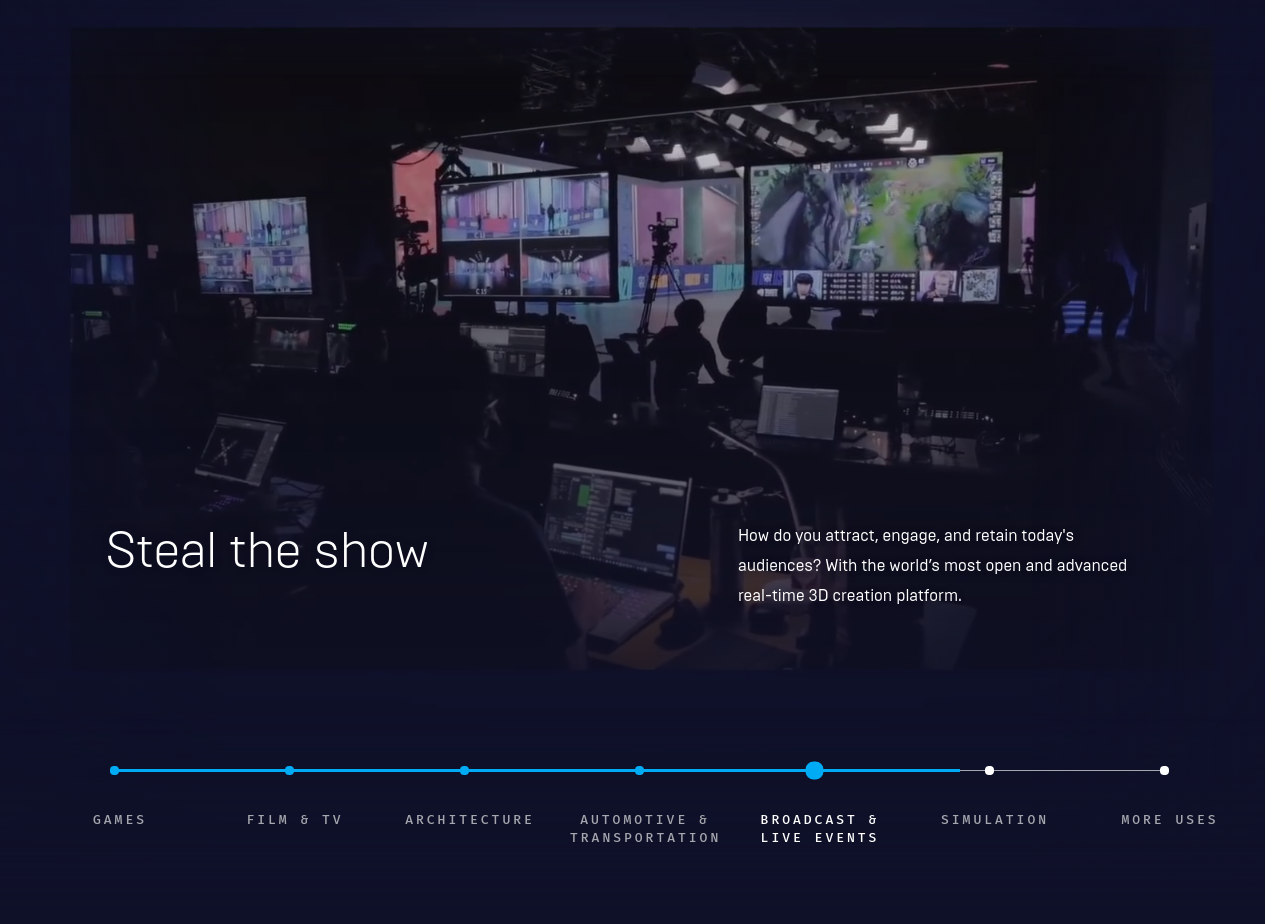 Steal the show
How do you attract, engage, and retain today's
audiences? With the world’s most open and advanced
real-time 3D creation platform.
GAMES
FILM & TV
ARCHITECTURE
AUTOMOTIVE &
TRANSPORTATION
BROADCAST &
LIVE EVENTS
SIMULATION
MORE USES